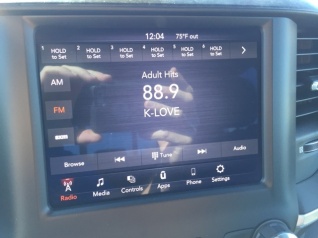 12:04 75°F out
1 HOLD to Set 2 HOLD to Set 3 HOLD to Set 4 HOLD to Set 5 HOLD to Set 6 HOLD to Set
AM
Adult Hits
88.9
FM
K-LOVE
Browse Tune Audio
Radio Media Controls Apps Phone Settings